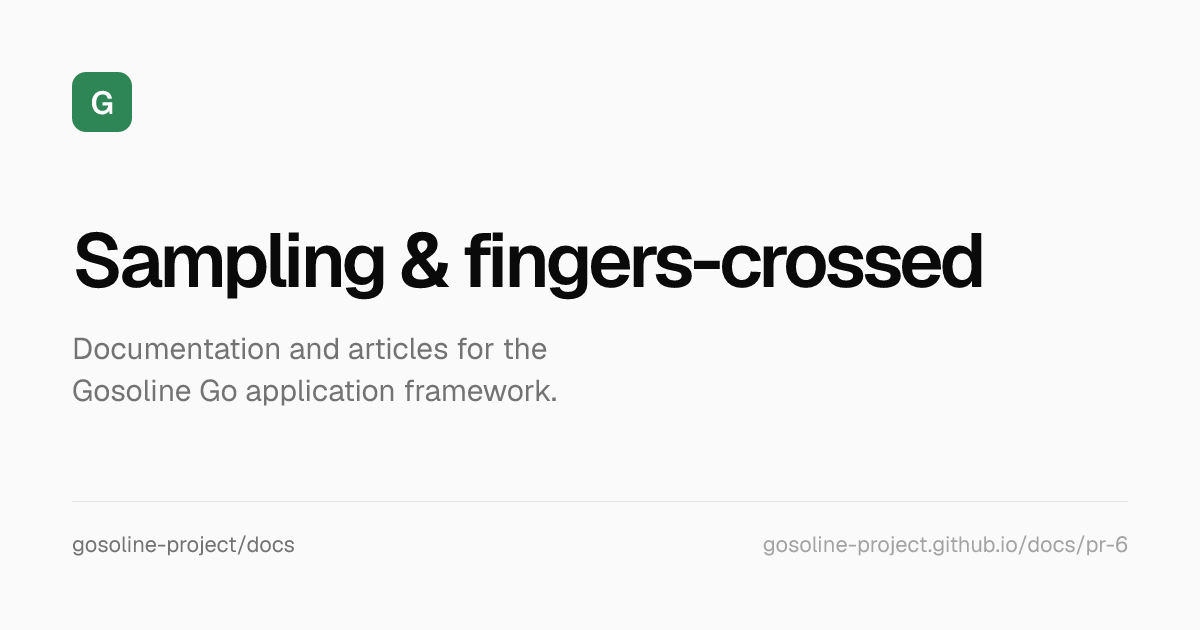 G
Sampling & fingers-crossed
Documentation and articles for the
Gosoline Go application framework.
gosoline-project/docs
gosoline-project.github.io/docs/pr-6